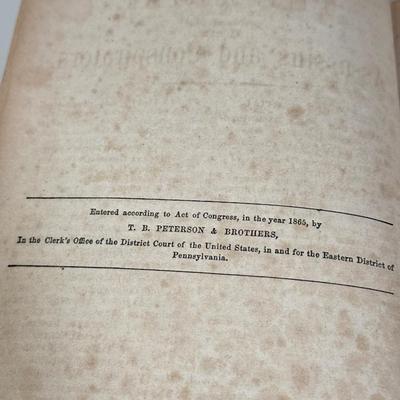 Entered according to Act of Congress, in the year 1865, by
T. B. PETERSON & BROTHERS,
In the Clerk's Office of the District Court of the United States, in and for the Eastern District of
Pennsylvania.